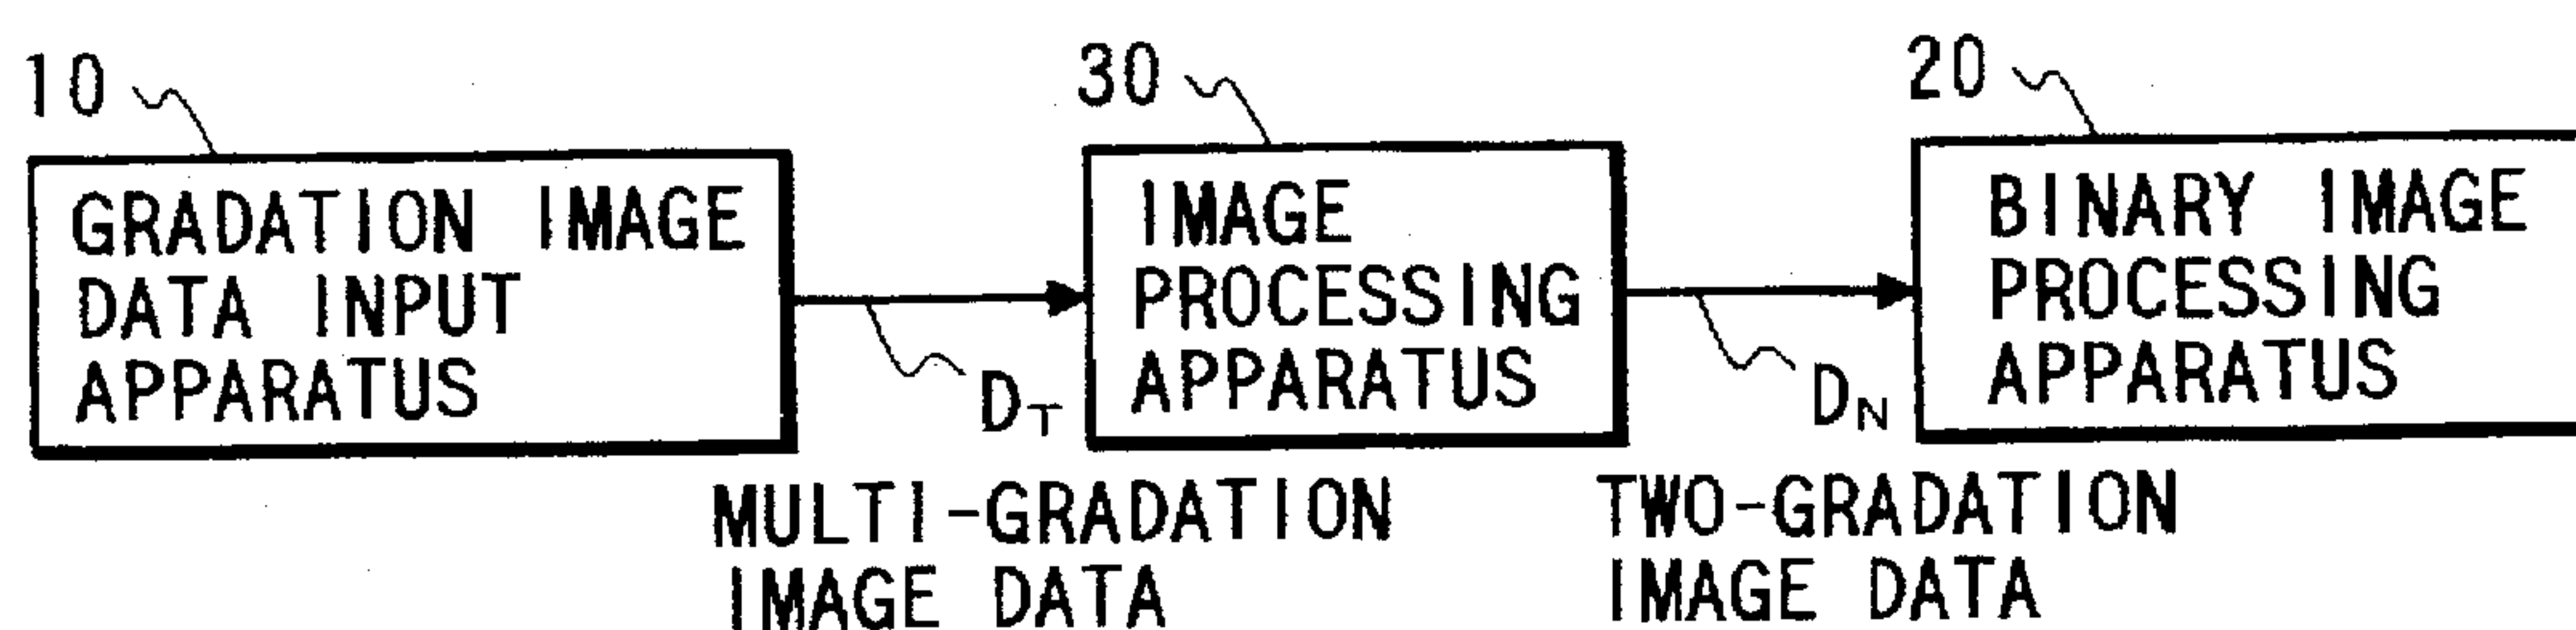 10
30
20
GRADATION IMAGE
DATA INPUT
APPARATUS
IMAGE
PROCESSING
APPARATUS
BINARY IMAGE
PROCESSING
APPARATUS
DT
DN
MULTI-GRADATION
IMAGE DATA
TWO-GRADATION
IMAGE DATA